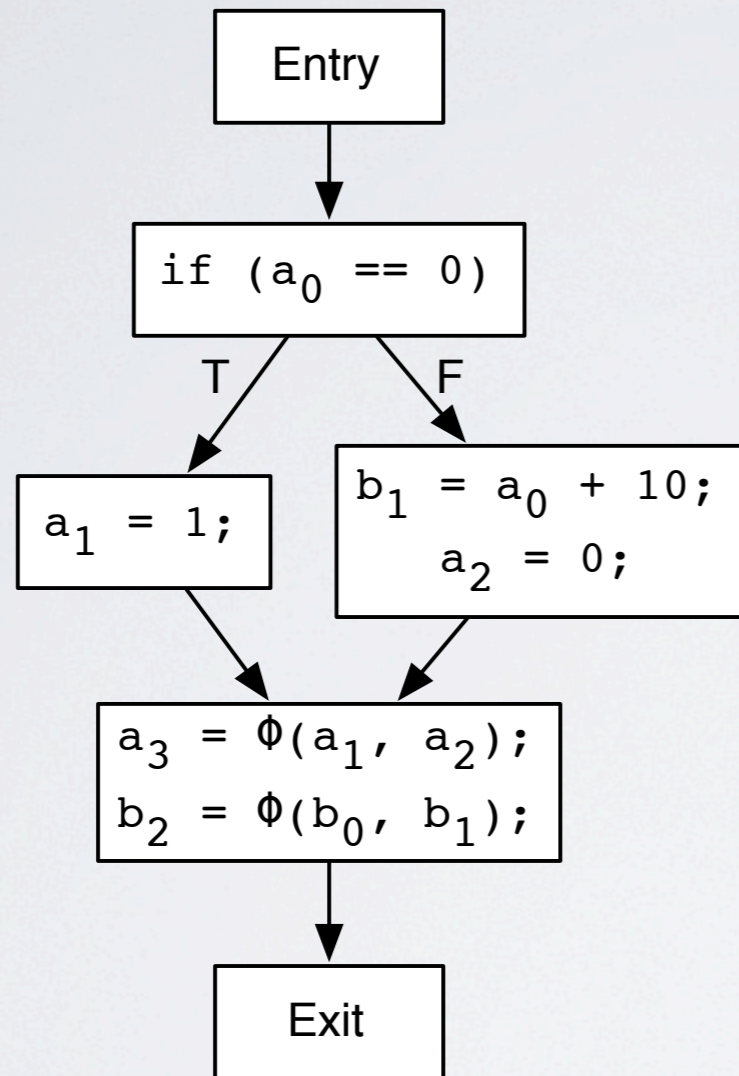 Entry
if (a₀ == 0)
T
F
a₁ = 1;
b₁ = a₀ + 10;
a₂ = 0;
a₃ = Φ(a₁, a₂);
b₂ = Φ(b₀, b₁);
Exit